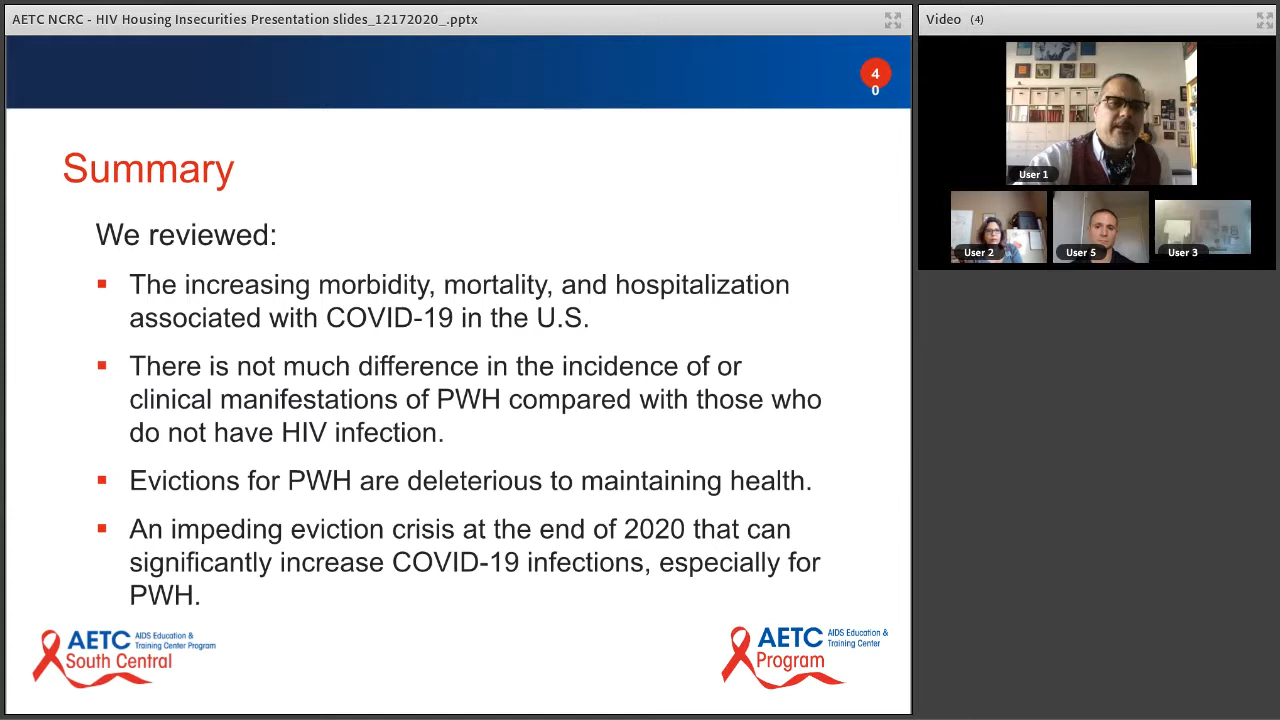 AETC NCRC - HIV Housing Insecurities Presentation slides_12172020_.pptx
4
0
Summary
We reviewed:
▪ The increasing morbidity, mortality, and hospitalization
associated with COVID-19 in the U.S.
▪ There is not much difference in the incidence of or
clinical manifestations of PWH compared with those who
do not have HIV infection.
▪ Evictions for PWH are deleterious to maintaining health.
▪ An impeding eviction crisis at the end of 2020 that can
significantly increase COVID-19 infections, especially for
PWH.
AETC AIDS Education &
Training Center Program
South Central
AETC AIDS Education &
Training Center
Program
Video (4)
User 1
User 2
User 5
User 3